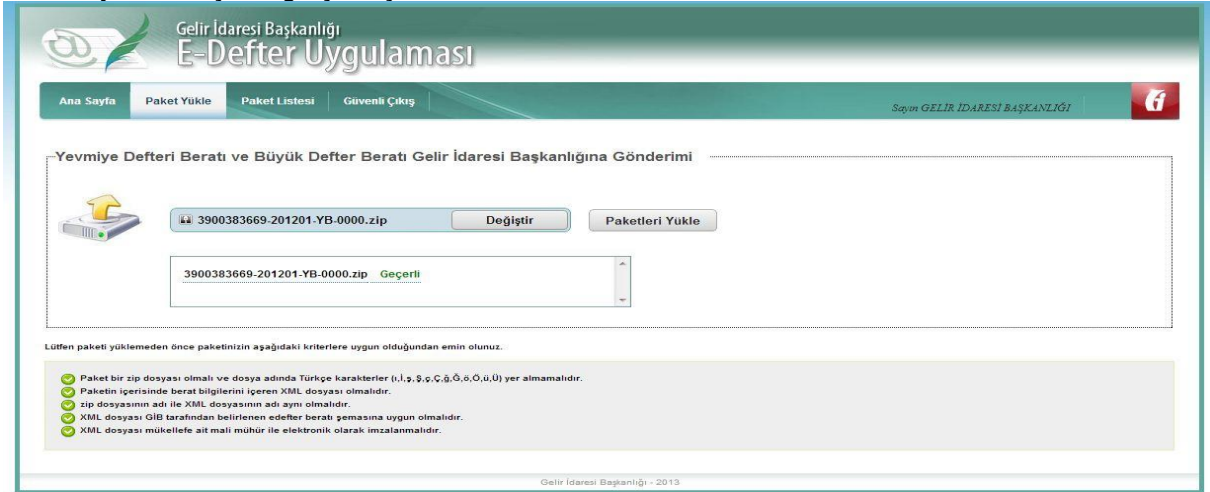 Gelir İdaresi Başkanlığı
E-Defter Uygulaması
Ana Sayfa Paket Yükle Paket Listesi Güvenli Çıkış
Sayın GELİR İDARESİ BAŞKANLIĞI
Yevmiye Defteri Beratı ve Büyük Defter Beratı Gelir İdaresi Başkanlığına Gönderimi
3900383669-201201-YB-0000.zip Değiştir Paketleri Yükle
3900383669-201201-YB-0000.zip Geçerli
Lütfen paketi yüklemeden önce paketinizin aşağıdaki kriterlere uygun olduğundan emin olunuz.
Paket bir zip dosyası olmalı ve dosya adında Türkçe karakterler (ı,İ,ş,Ş,ç,Ç,ğ,Ğ,ö,Ö,ü,Ü) yer almamalıdır.
Paketin içerisinde berat bilgilerini içeren XML dosyası olmalıdır.
zip dosyasının adı ile XML dosyasının adı aynı olmalıdır.
XML dosyası GİB tarafından belirlenen edefter beratı şemasına uygun olmalıdır.
XML dosyası mükellefe ait mali mühür ile elektronik olarak imzalanmalıdır.
Gelir İdaresi Başkanlığı - 2013